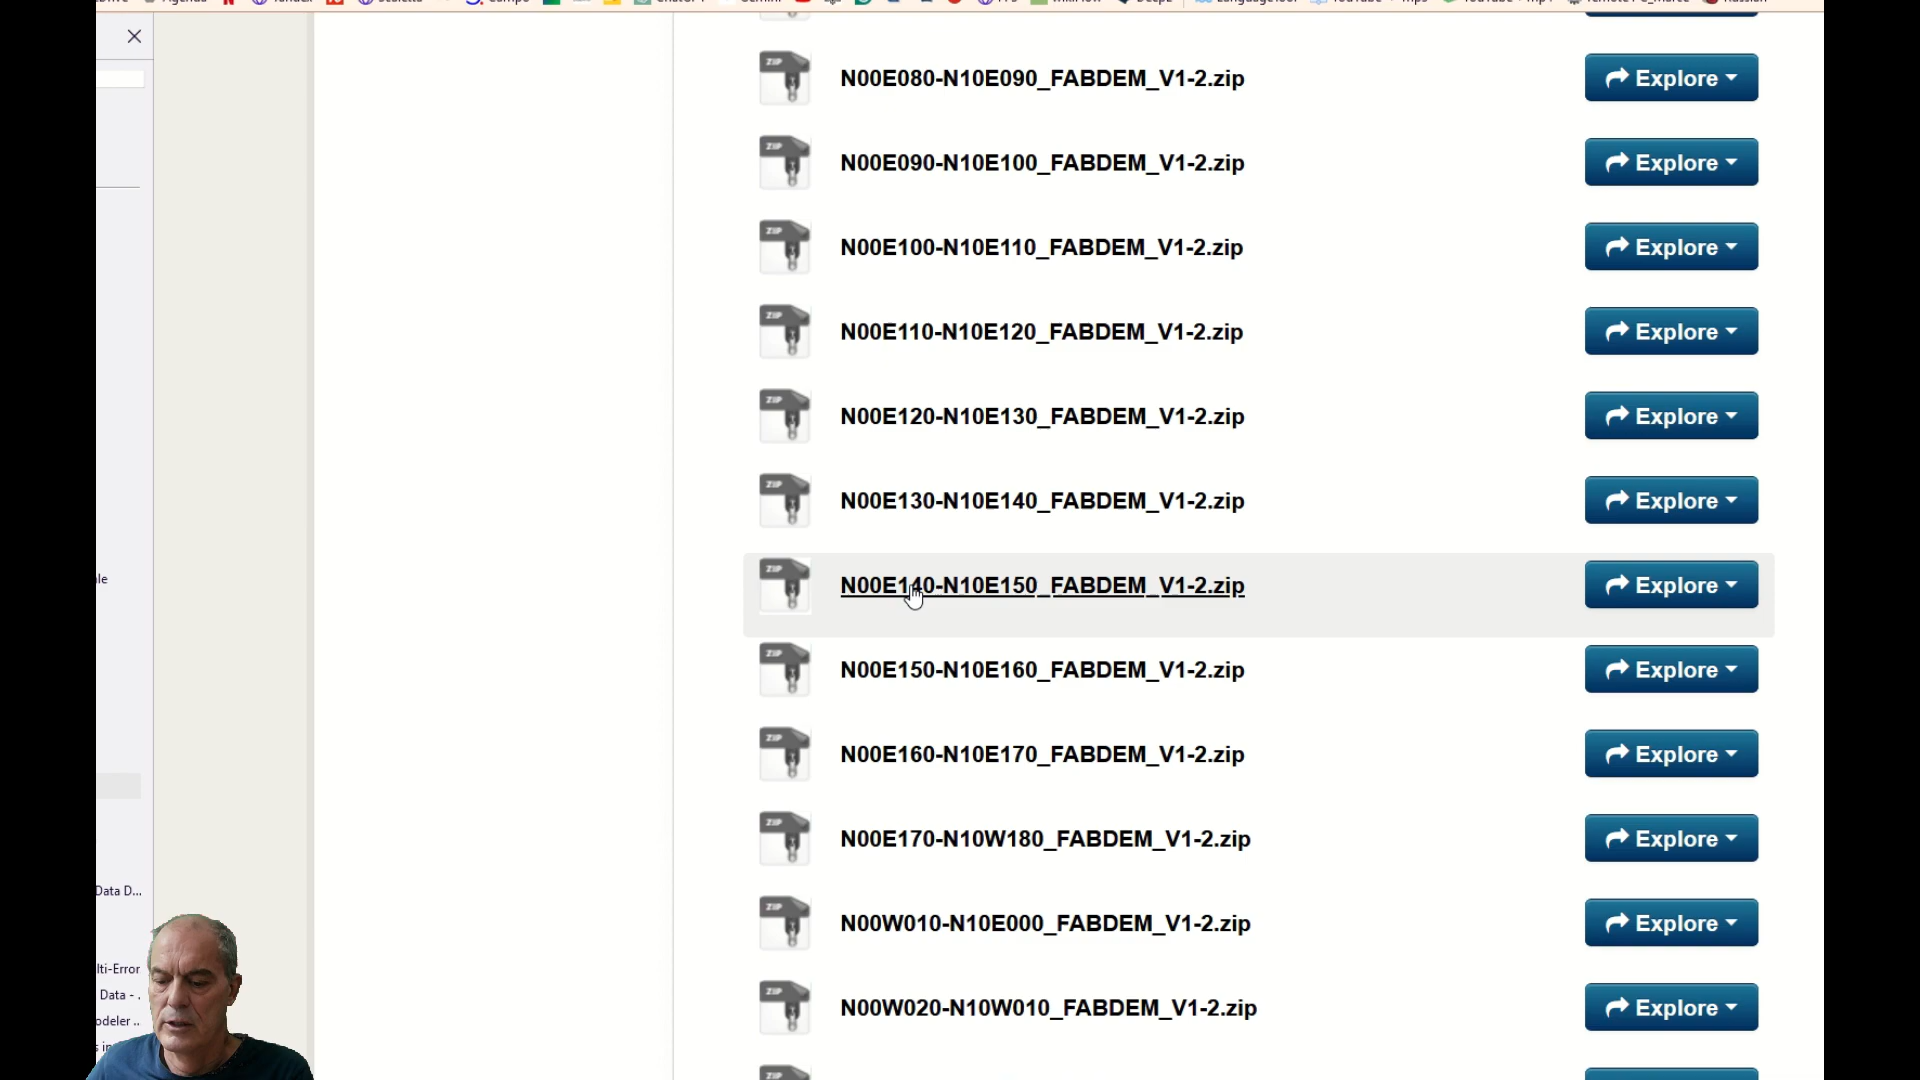 Agenda
N00E080-N10E090_FABDEM_V1-2.zip Explore
N00E090-N10E100_FABDEM_V1-2.zip Explore
N00E100-N10E110_FABDEM_V1-2.zip Explore
N00E110-N10E120_FABDEM_V1-2.zip Explore
N00E120-N10E130_FABDEM_V1-2.zip Explore
N00E130-N10E140_FABDEM_V1-2.zip Explore
le
N00E140-N10E150_FABDEM_V1-2.zip Explore
N00E150-N10E160_FABDEM_V1-2.zip Explore
N00E160-N10E170_FABDEM_V1-2.zip Explore
N00E170-N10W180_FABDEM_V1-2.zip Explore
Data D...
N00W010-N10E000_FABDEM_V1-2.zip Explore
lti-Error
Data - .
odeler ..
N00W020-N10W010_FABDEM_V1-2.zip Explore
ZIP